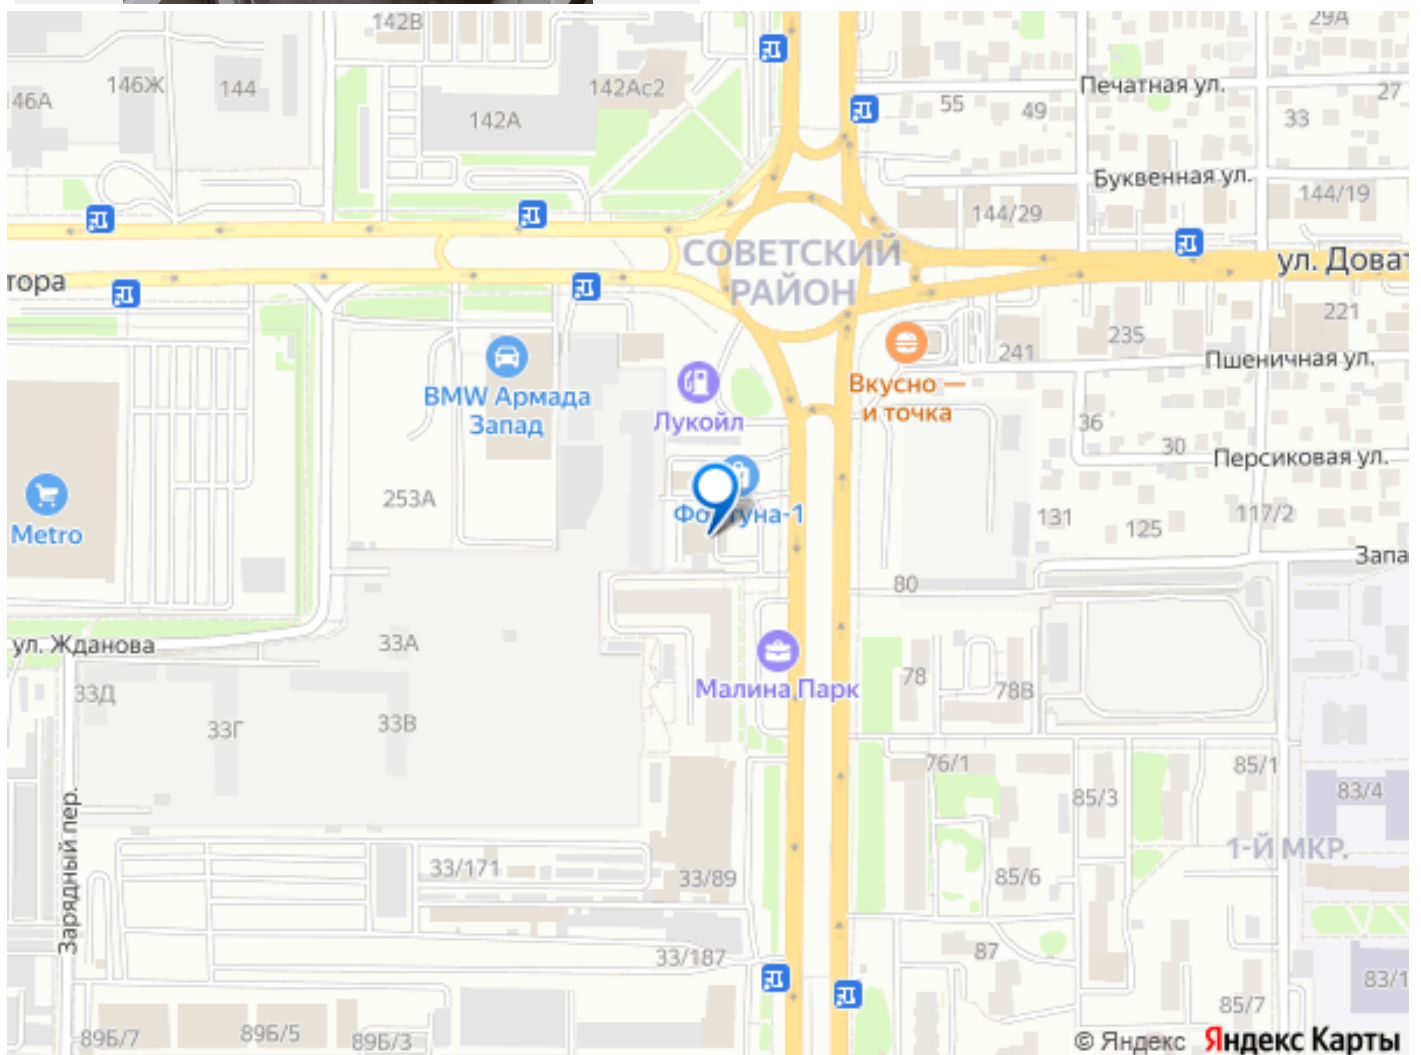 142В
29А
146А
146Ж
144
142Ас2
142А
Печатная ул.
55
49
27
33
Буквенная ул.
144/29
144/19
СОВЕТСКИЙ
РАЙОН
ул. Доват
тора
221
235
241
Пшеничная ул.
BMW Армада
Запад
Лукойл
Вкусно —
и точка
36
30
Персиковая ул.
253А
Metro
Фортуна-1
131
125
117/2
Запа
80
ул. Жданова
33А
33Д
33Г
33В
Малина Парк
78
78В
76/1
85/3
85/1
83/4
1-Й МКР.
Зарядный пер.
33/171
33/89
85/6
33/187
87
83/1
85/7
89Б/7
89Б/5
89Б/3
© Яндекс Яндекс Карты